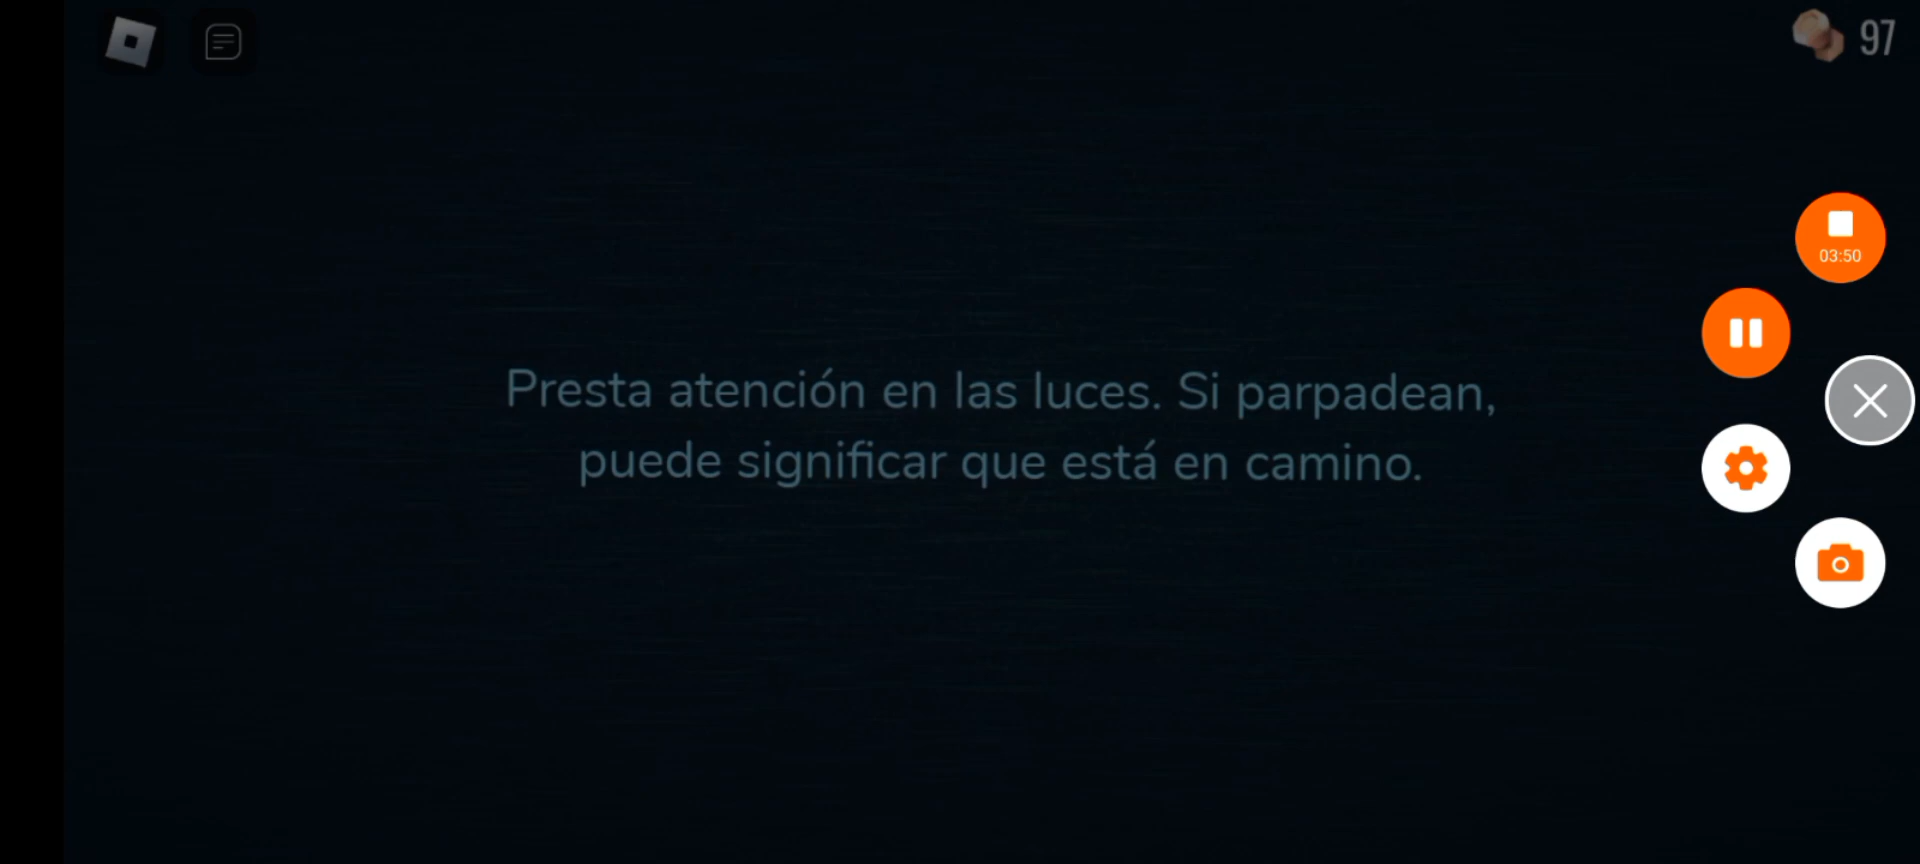 97
03:50
Presta atención en las luces. Si parpadean,
puede significar que está en camino.